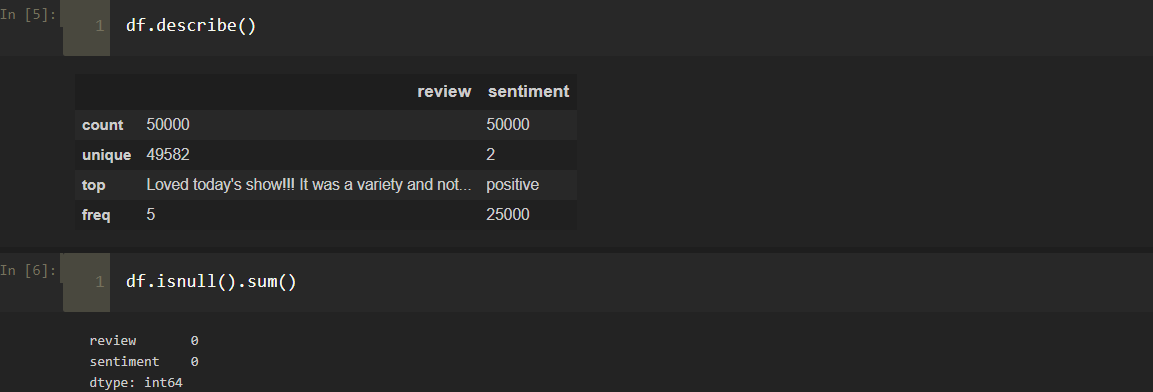 In [5]:
1 df.describe()
review sentiment
count 50000 50000
unique 49582 2
top Loved today's show!!! It was a variety and not... positive
freq 5 25000
In [6]:
1 df.isnull().sum()
review 0
sentiment 0
dtype: int64